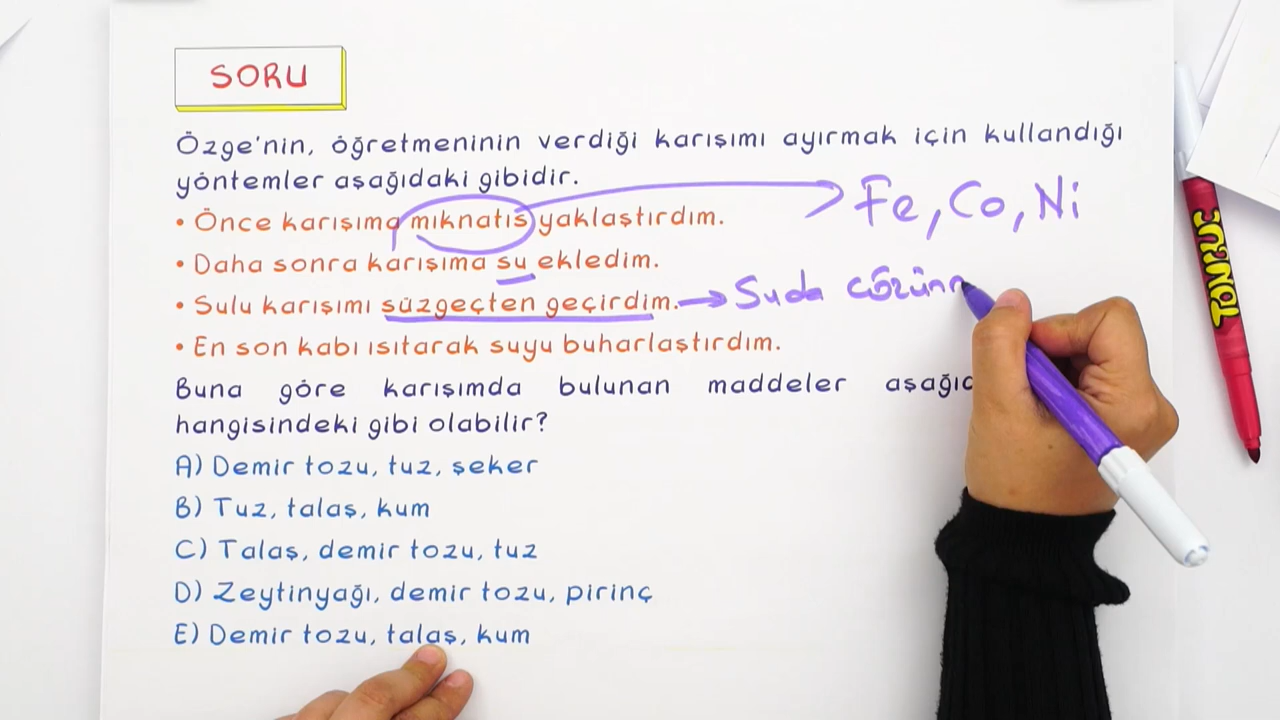 SORU
Özge'nin, öğretmeninin verdiği karışımı ayırmak için kullandığı
yöntemler aşağıdaki gibidir.
• Önce karışıma mıknatıs yaklaştırdım.
Fe, Co, Ni
• Daha sonra karışıma su ekledim.
• Sulu karışımı süzgeçten geçirdim. → Suda çözün
• En son kabı ısıtarak suyu buharlaştırdım.
Buna göre karışımda bulunan maddeler
hangisindeki gibi olabilir?
A) Demir tozu, tuz, şeker
B) Tuz, talaş, kum
C) Talaş, demir tozu, tuz
D) Zeytinyağı, demir tozu, pirinç
E) Demir tozu, talaş, kum
TONGUÇ